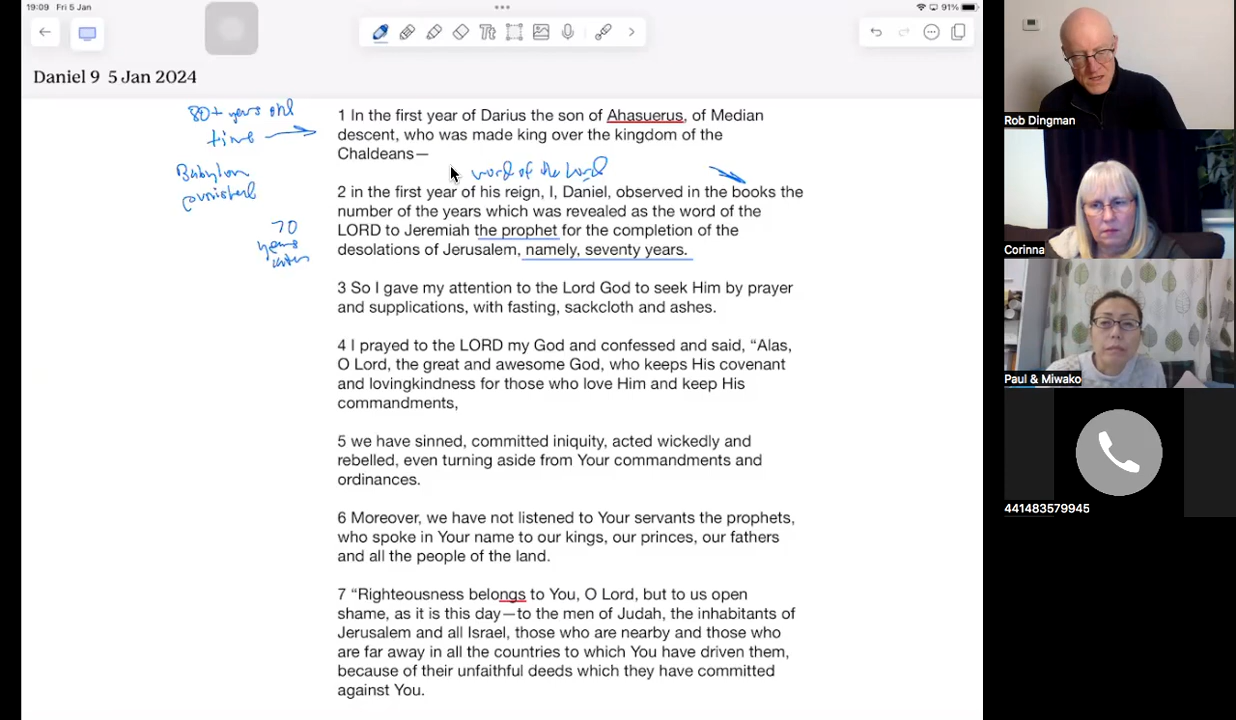 19:09 Fri 5 Jan
91%
Tt
Daniel 9 5 Jan 2024
80+ years old
time
Babylon
punished
70
years
later
word of the Lord
1 In the first year of Darius the son of Ahasuerus, of Median
descent, who was made king over the kingdom of the
Chaldeans—
2 in the first year of his reign, I, Daniel, observed in the books the
number of the years which was revealed as the word of the
LORD to Jeremiah the prophet for the completion of the
desolations of Jerusalem, namely, seventy years.
3 So I gave my attention to the Lord God to seek Him by prayer
and supplications, with fasting, sackcloth and ashes.
4 I prayed to the LORD my God and confessed and said, “Alas,
O Lord, the great and awesome God, who keeps His covenant
and lovingkindness for those who love Him and keep His
commandments,
5 we have sinned, committed iniquity, acted wickedly and
rebelled, even turning aside from Your commandments and
ordinances.
6 Moreover, we have not listened to Your servants the prophets,
who spoke in Your name to our kings, our princes, our fathers
and all the people of the land.
7 “Righteousness belongs to You, O Lord, but to us open
shame, as it is this day—to the men of Judah, the inhabitants of
Jerusalem and all Israel, those who are nearby and those who
are far away in all the countries to which You have driven them,
because of their unfaithful deeds which they have committed
against You.
Rob Dingman
Corinna
Paul & Miwako
441483579945